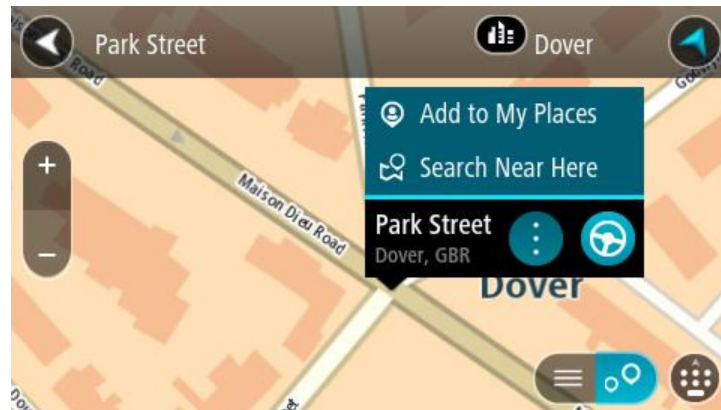 Park Street
Dover
Road
Add to My Places
Search Near Here
Maison Dieu Road
Park Street
Dover, GBR
Dover
+
−